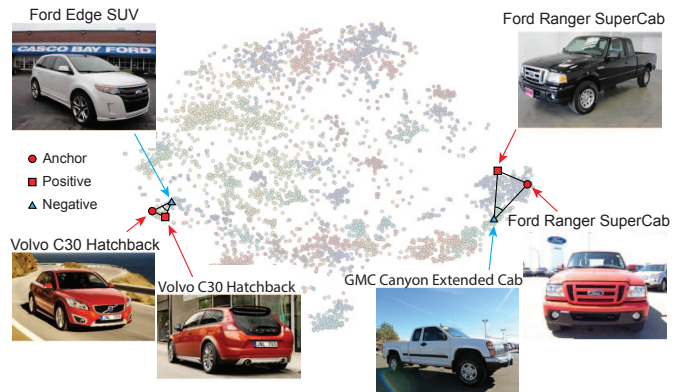 Ford Edge SUV
CASCO BAY FORD
Ford Ranger SuperCab
Anchor
Positive
Negative
Ford Ranger SuperCab
Volvo C30 Hatchback
Volvo C30 Hatchback
GMC Canyon Extended Cab